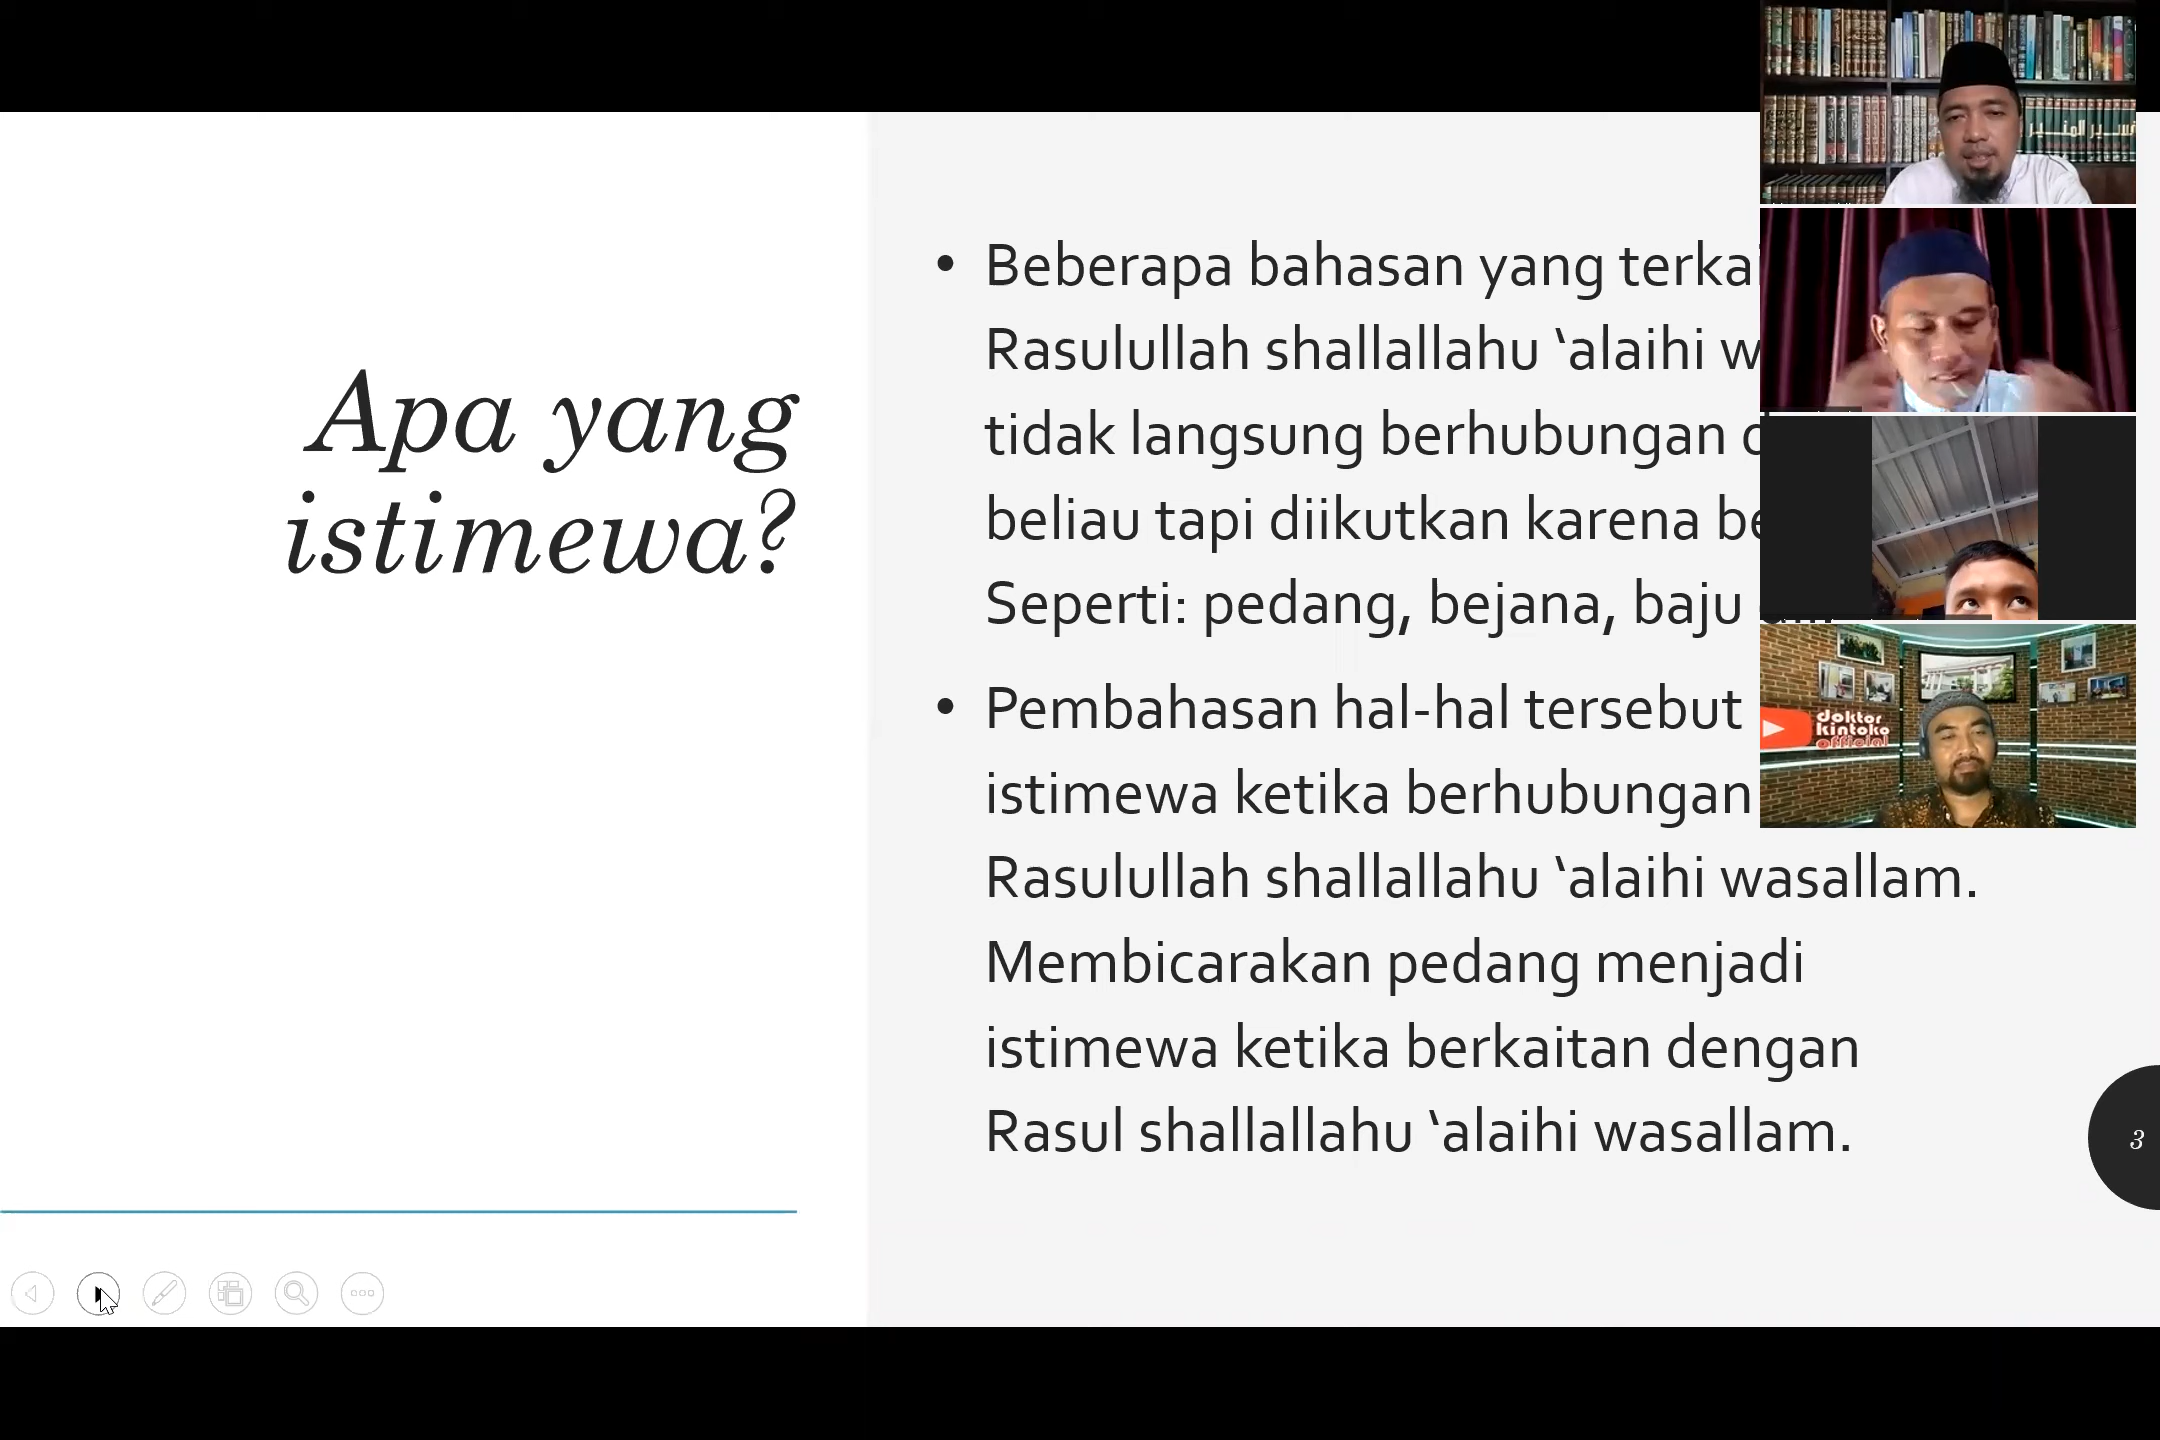 Apa yang
istimewa?
• Beberapa bahasan yang
Rasulullah shallallahu ‘alaihi
tidak langsung berhubungan
beliau tapi diikutkan karena
Seperti: pedang, bejana, baju
• Pembahasan hal-hal tersebut
istimewa ketika berhubungan
Rasulullah shallallahu ‘alaihi wasallam.
Membicarakan pedang menjadi
istimewa ketika berkaitan dengan
Rasul shallallahu ‘alaihi wasallam.
3
المنير
doktor
kintoko
official